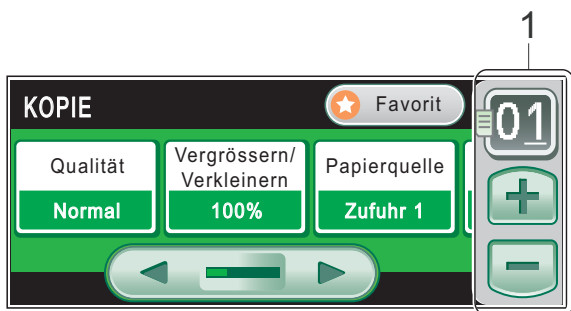 1
KOPIE
Favorit
01
Qualität
Normal
Vergrössern/
Verkleinern
100%
Papierquelle
Zufuhr 1
+
-